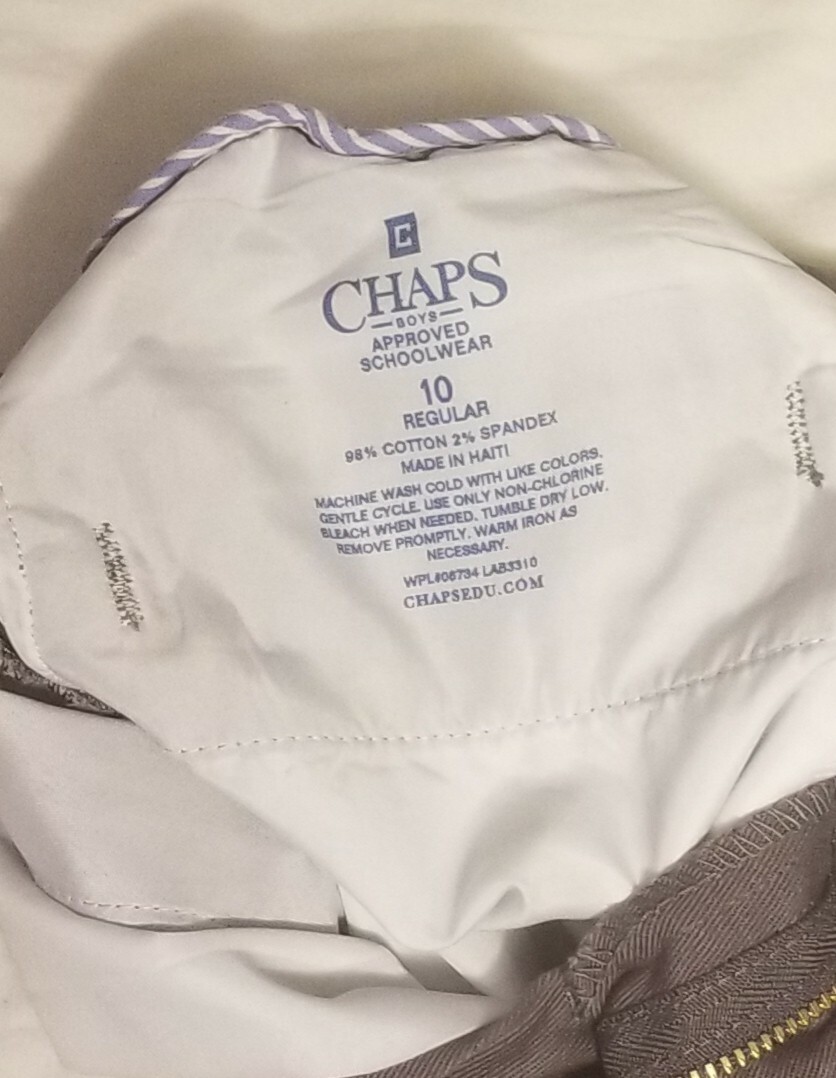 C
CHAPS
BOYS
APPROVED
SCHOOLWEAR
10
REGULAR
98% COTTON 2% SPANDEX
MADE IN HAITI
MACHINE WASH COLD WITH LIKE COLORS.
GENTLE CYCLE. USE ONLY NON-CHLORINE
BLEACH WHEN NEEDED. TUMBLE DRY LOW.
REMOVE PROMPTLY. WARM IRON AS
NECESSARY.
WPL#06734 LAB3310
CHAPSEDU.COM